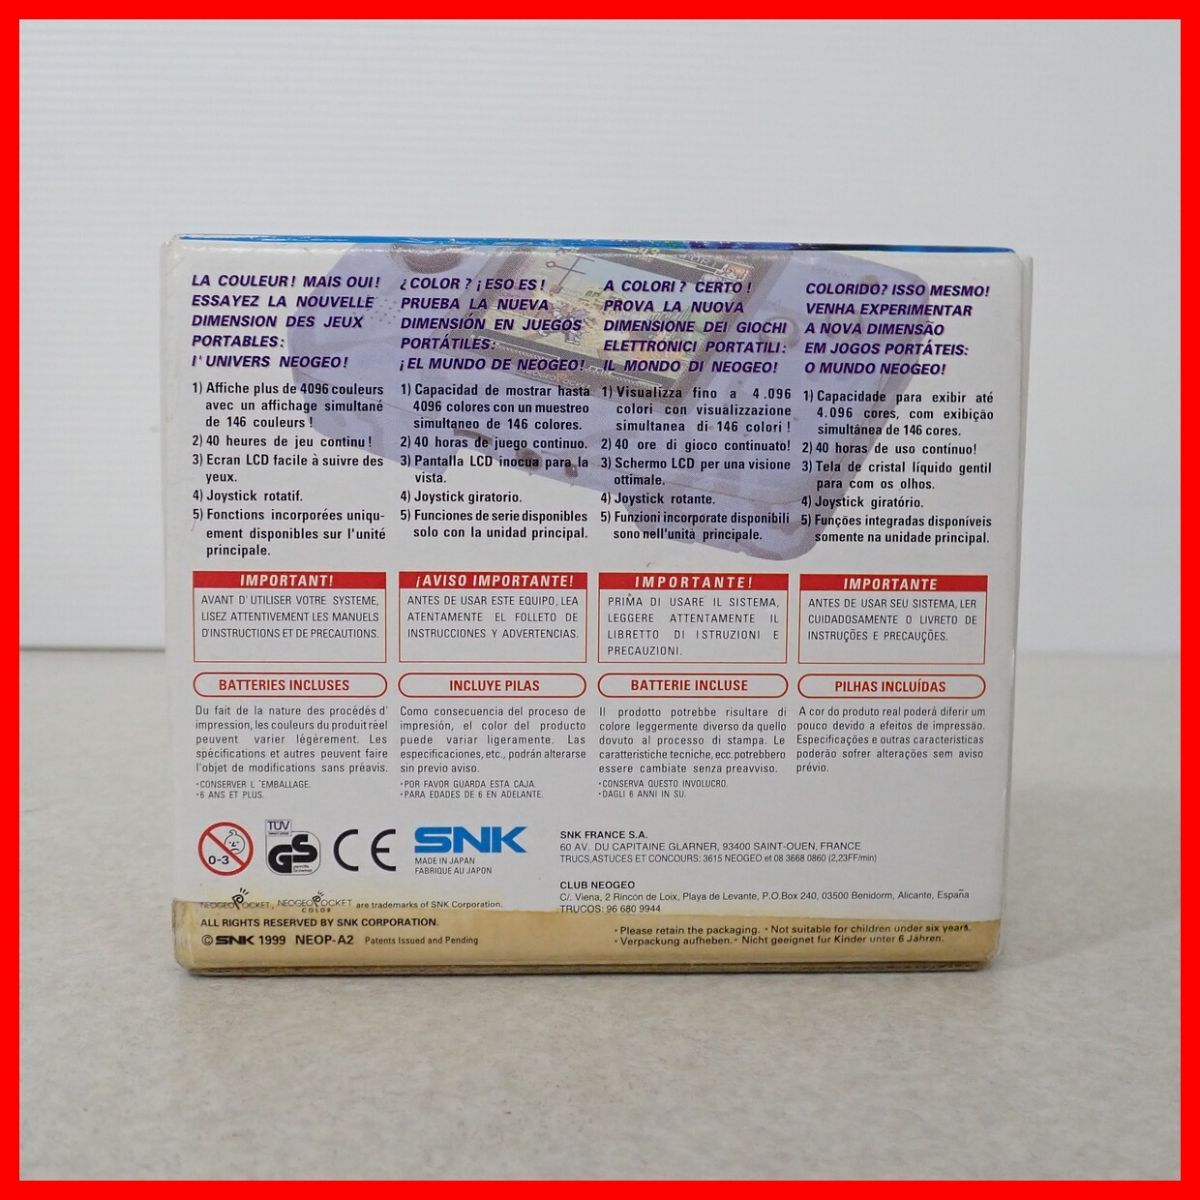 LA COULEUR! MAIS OUI!
ESSAYEZ LA NOUVELLE
DIMENSION DES JEUX
PORTABLES:
l'UNIVERS NEOGEO!
1) Affiche plus de 4096 couleurs
avec un affichage simultané
de 146 couleurs !
2) 40 heures de jeu continu !
3) Ecran LCD facile à suivre des
yeux.
4) Joystick rotatif.
5) Fonctions incorporées uniqu-
ement disponibles sur l'unité
principale.
IMPORTANT!
AVANT D' UTILISER VOTRE SYSTEME,
LISEZ ATTENTIVEMENT LES MANUELS
D'INSTRUCTIONS ET DE PRECAUTIONS.
BATTERIES INCLUSES
Du fait de la nature des procédés d'
impression, les couleurs du produit réel
peuvent varier légèrement. Les
spécifications et autres peuvent faire
l'objet de modifications sans préavis.
·CONSERVER L 'EMBALLAGE.
·6 ANS ET PLUS.
¿COLOR? ¡ESO ES!
PRUEBA LA NUEVA
DIMENSIÓN EN JUEGOS
PORTÁTILES:
¡EL MUNDO DE NEOGEO!
1) Capacidad de mostrar hasta
4096 colores con un muestreo
simultaneo de 146 colores.
2) 40 horas de juego continuo.
3) Pantalla LCD inocua para la
vista.
4) Joystick giratorio.
5) Funciones de serie disponibles
solo con la unidad principal.
¡AVISO IMPORTANTE!
ANTES DE USAR ESTE EQUIPO, LEA
ATENTAMENTE EL FOLLETO DE
INSTRUCCIONES Y ADVERTENCIAS.
INCLUYE PILAS
Como consecuencia del proceso de
impresión, el color del producto
puede variar ligeramente. Las
especificaciones, etc., podrán alterarse
sin previo aviso.
·POR FAVOR GUARDA ESTA CAJA.
·PARA EDADES DE 6 EN ADELANTE.
A COLORI? CERTO!
PROVA LA NUOVA
DIMENSIONE DEI GIOCHI
ELETTRONICI PORTATILI:
IL MONDO DI NEOGEO!
1) Visualizza fino a 4.096
colori con visualizzazione
simultanea di 146 colori !
2) 40 ore di gioco continuato!
3) Schermo LCD per una visione
ottimale.
4) Joystick rotante.
5) Funzioni incorporate disponibili
sono nell'unità principale.
IMPORTANTE!
PRIMA DI USARE IL SISTEMA,
LEGGERE ATTENTAMENTE IL
LIBRETTO DI ISTRUZIONI E
PRECAUZIONI.
BATTERIE INCLUSE
Il prodotto potrebbe risultare di
colore leggermente diverso da quello
dovuto al processo di stampa. Le
caratteristiche tecniche, ecc. potrebbero
essere cambiate senza preavviso.
·CONSERVA QUESTO INVOLUCRO.
·DAGLI 6 ANNI IN SU.
COLORIDO? ISSO MESMO!
VENHA EXPERIMENTAR
A NOVA DIMENSÃO
EM JOGOS PORTÁTEIS:
O MUNDO NEOGEO!
1) Capacidade para exibir até
4.096 cores, com exibição
simultânea de 146 cores.
2) 40 horas de uso contínuo!
3) Tela de cristal líquido gentil
para com os olhos.
4) Joystick giratório.
5) Funções integradas disponíveis
somente na unidade principal.
IMPORTANTE
ANTES DE USAR SEU SISTEMA, LER
CUIDADOSAMENTE O LIVRETO DE
INSTRUÇÕES E PRECAUÇÕES.
PILHAS INCLUÍDAS
A cor do produto real poderá diferir um
pouco devido a efeitos de impressão.
Especificações e outras características
poderão sofrer alterações sem aviso
prévio.
0-3
TÜV
GS
CE
SNK
MADE IN JAPAN
FABRIQUE AU JAPON
SNK FRANCE S.A.
60 AV. DU CAPITAINE GLARNER, 93400 SAINT-OUEN, FRANCE
TRUCS,ASTUCES ET CONCOURS: 3615 NEOGEO et 08 3668 0860 (2,23FF/min)
CLUB NEOGEO
C/. Viena, 2 Rincón de Loix, Playa de Levante, P.O.Box 240, 03500 Benidorm, Alicante, España
TRUCOS: 96 680 9944
NEOGEO POCKET , NEOGEO POCKET COLOR are trademarks of SNK Corporation.
ALL RIGHTS RESERVED BY SNK CORPORATION.
© SNK 1999 NEOP-A2 Patents Issued and Pending
· Please retain the packaging. · Not suitable for children under six years.
· Verpackung aufheben. · Nicht geeignet fur Kinder unter 6 Jahren.